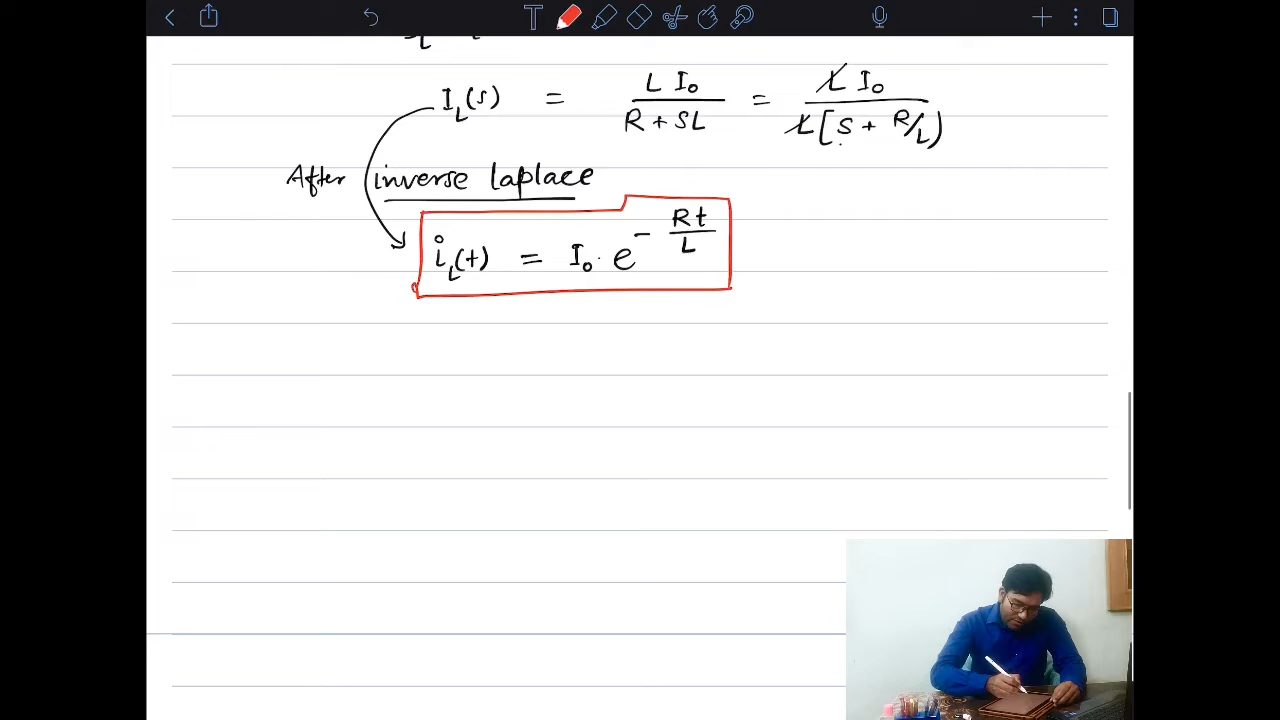 I_L(s) = L I₀ / (R + SL) = L I₀ / (L[S + R/L))
After inverse laplace
i_L(t) = I₀ · e^(- Rt/L)